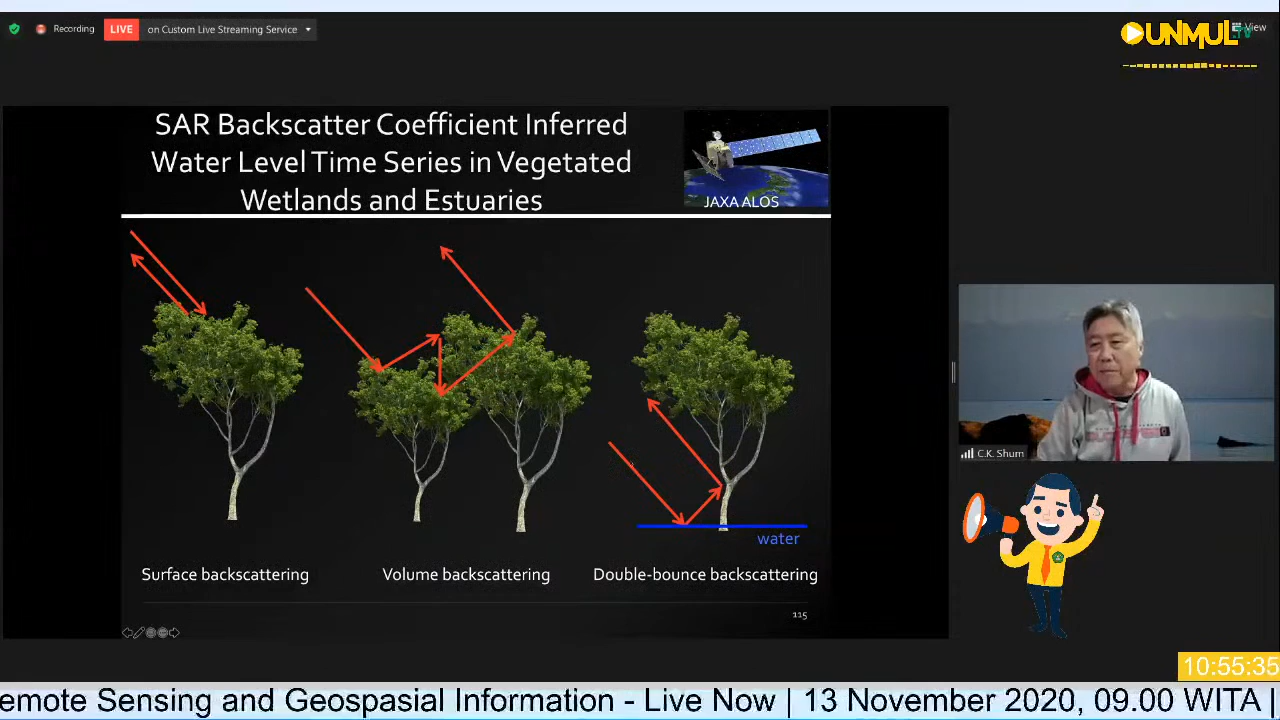 Recording
LIVE
on Custom Live Streaming Service
UNMUL
TV
View
SAR Backscatter Coefficient Inferred
Water Level Time Series in Vegetated
Wetlands and Estuaries
JAXA ALOS
water
Surface backscattering
Volume backscattering
Double-bounce backscattering
115
C.K. Shum
10:55:35
emote Sensing and Geospasial Information - Live Now | 13 November 2020, 09.00 WITA |